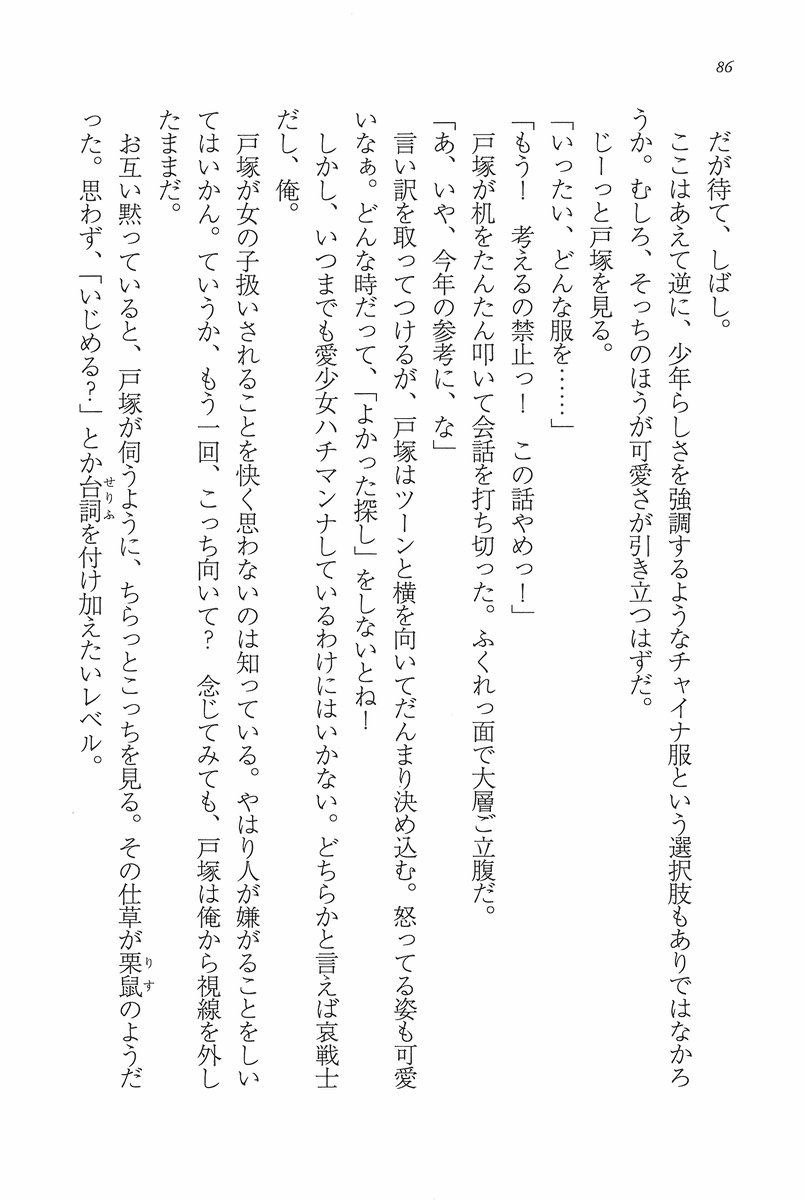 86
だが待て、しばし。
ここはあえて逆に、少年らしさを強調するようなチャイナ服という選択肢もありではなかろ
うか。むしろ、そっちのほうが可愛さが引き立つはずだ。
じーっと戸塚を見る。
「いったい、どんな服を……」
「もう！　考えるの禁止っ！　この話やめっ！」
戸塚が机をたんたん叩いて会話を打ち切った。ふくれっ面で大層ご立腹だ。
「あ、いや、今年の参考に、な」
言い訳を取ってつけるが、戸塚はツーンと横を向いてだんまり決め込む。怒ってる姿も可愛
いなぁ。どんな時だって、「よかった探し」をしないとね！
しかし、いつまでも愛少女ハチマンナしているわけにはいかない。どちらかと言えば哀戦士
だし、俺。
戸塚が女の子扱いされることを快く思わないのは知っている。やはり人が嫌がることをしい
てはいかん。ていうか、もう一回、こっち向いて？　念じてみても、戸塚は俺から視線を外し
たままだ。
お互い黙っていると、戸塚が伺うように、ちらっとこっちを見る。その仕草が栗鼠のようだ
りす
った。思わず、「いじめる？」とか台詞を付け加えたいレベル。
せりふ